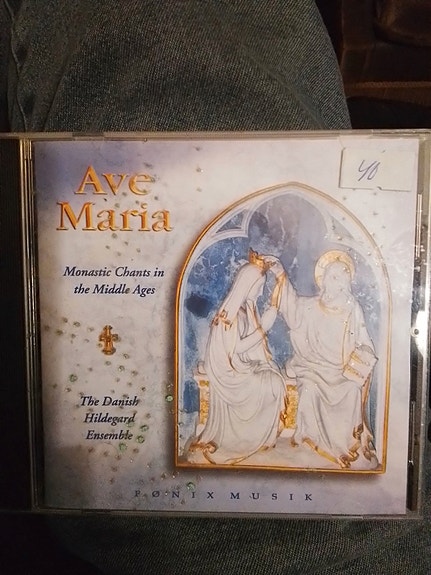 Ave
Maria
40
Monastic Chants in
the Middle Ages
The Danish
Hildegard
Ensemble
FØNIX MUSIK